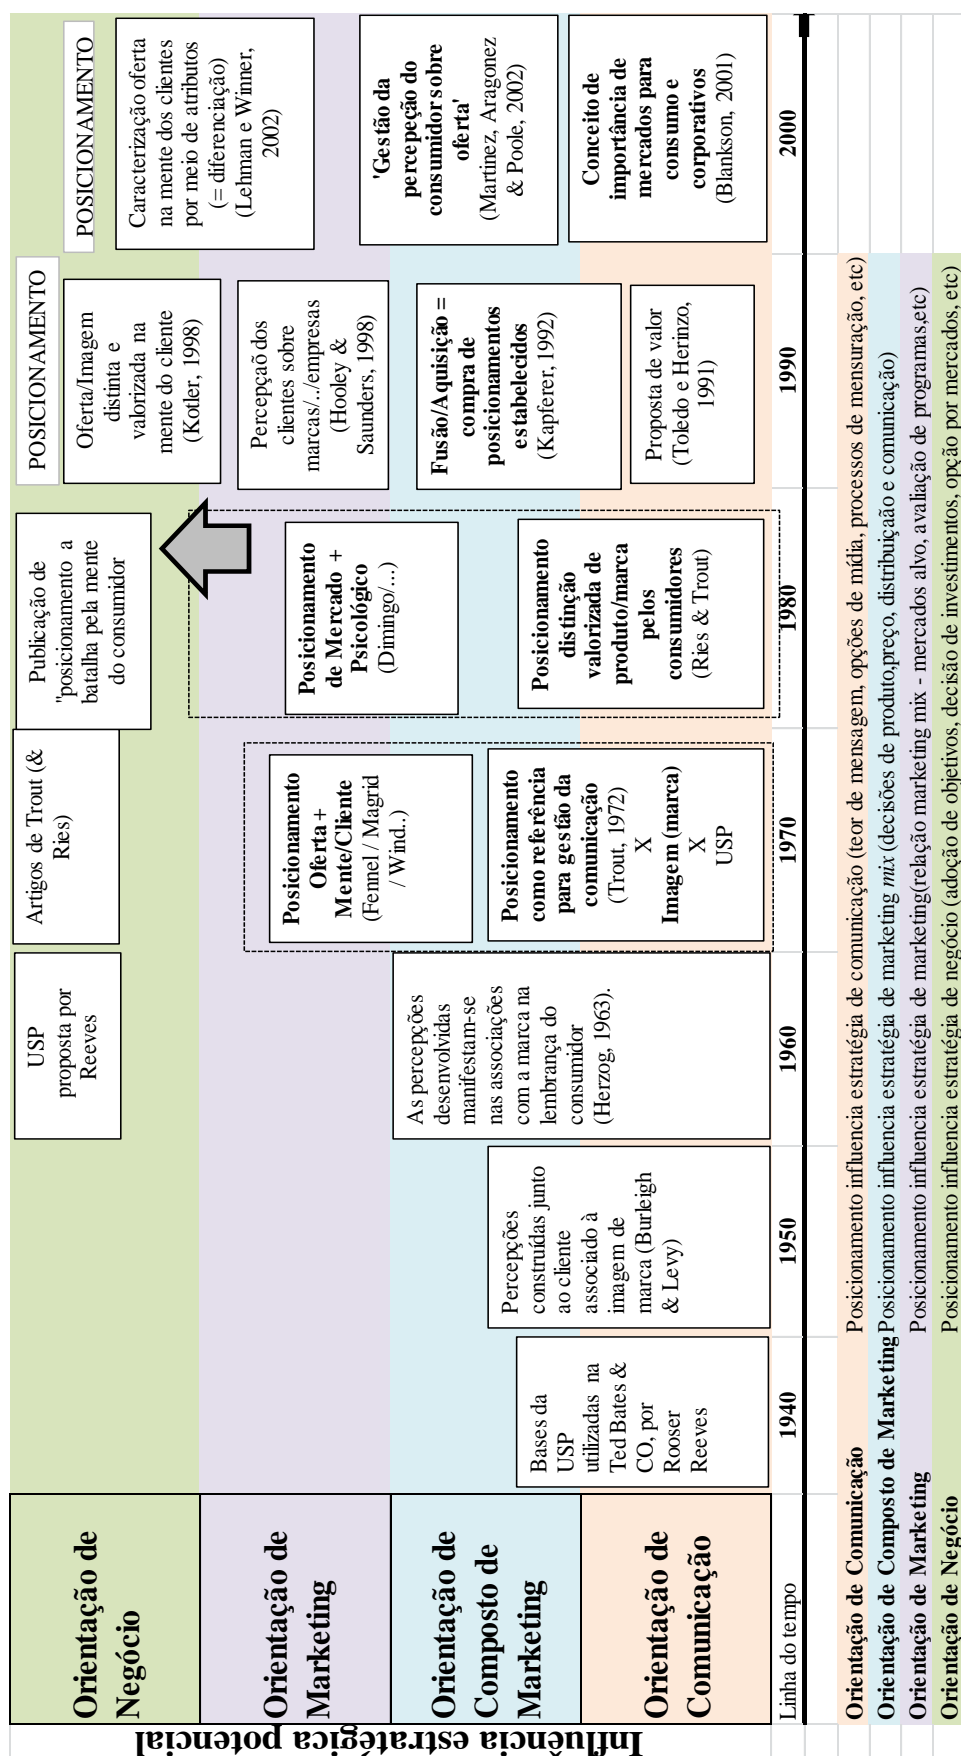 Influência estratégica potencial
Orientação de
Negócio
USP
proposta por
Reeves
Artigos de Trout (&
Ries)
Publicação de
"posicionamento a
batalha pela mente
do consumidor
POSICIONAMENTO
Oferta/Imagem
distinta e
valorizada na
mente do cliente
(Kotler, 1998)
POSICIONAMENTO
Caracterização oferta
na mente dos clientes
por meio de atributos
(= diferenciação)
(Lehman e Winner,
2002)
Orientação de
Marketing
Posicionamento
Oferta +
Mente/Cliente
(Fennel / Magrid
/ Wind..)
Posicionamento
de Mercado +
Psicológico
(Dimingo/...)
Percepçaõ dos
clientes sobre
marcas/../empresas
(Hooley &
Saunders, 1998)
Orientação de
Composto de
Marketing
As percepções
desenvolvidas
manifestam-se
nas associações
com a marca na
lembrança do
consumidor
(Herzog, 1963).
Fusão/Aquisição =
compra de
posicionamentos
estabelecidos
(Kapferer, 1992)
'Gestão da
percepeção do
consumidor sobre
oferta'
(Martinez, Aragonez
& Poole, 2002)
Orientação de
Comunicação
Bases da
USP
utilizadas na
Ted Bates &
CO, por
Rooser
Reeves
Percepções
construídas junto
ao cliente
associado à
imagem de
marca (Burleigh
& Levy)
Posicionamento
como referência
para gestão da
comunicação
(Trout, 1972)
X
Imagem (marca)
X
USP
Posicionamento
distinção
valorizada de
produto/marca
pelos
consumidores
(Ries & Trout)
Proposta de valor
(Toledo e Herinzo,
1991)
Conceito de
importância de
mercados para
consumo e
corporativos
(Blankson, 2001)
Linha do tempo 1940 1950 1960 1970 1980 1990 2000
Orientação de Comunicação Posicionamento influencia estratégia de comunicação (teor de mensagem, opções de mídia, processos de mensuração, etc)
Orientação de Composto de Marketing Posicionamento influencia estratégia de marketing mix (decisões de produto,preço, distribuiçaão e comunicação)
Orientação de Marketing Posicionamento influencia estratégia de marketing(relação marketing mix - mercados alvo, avaliação de programas,etc)
Orientação de Negócio Posicionamento influencia estratégia de negócio (adoção de objetivos, decisão de investimentos, opção por mercados, etc)